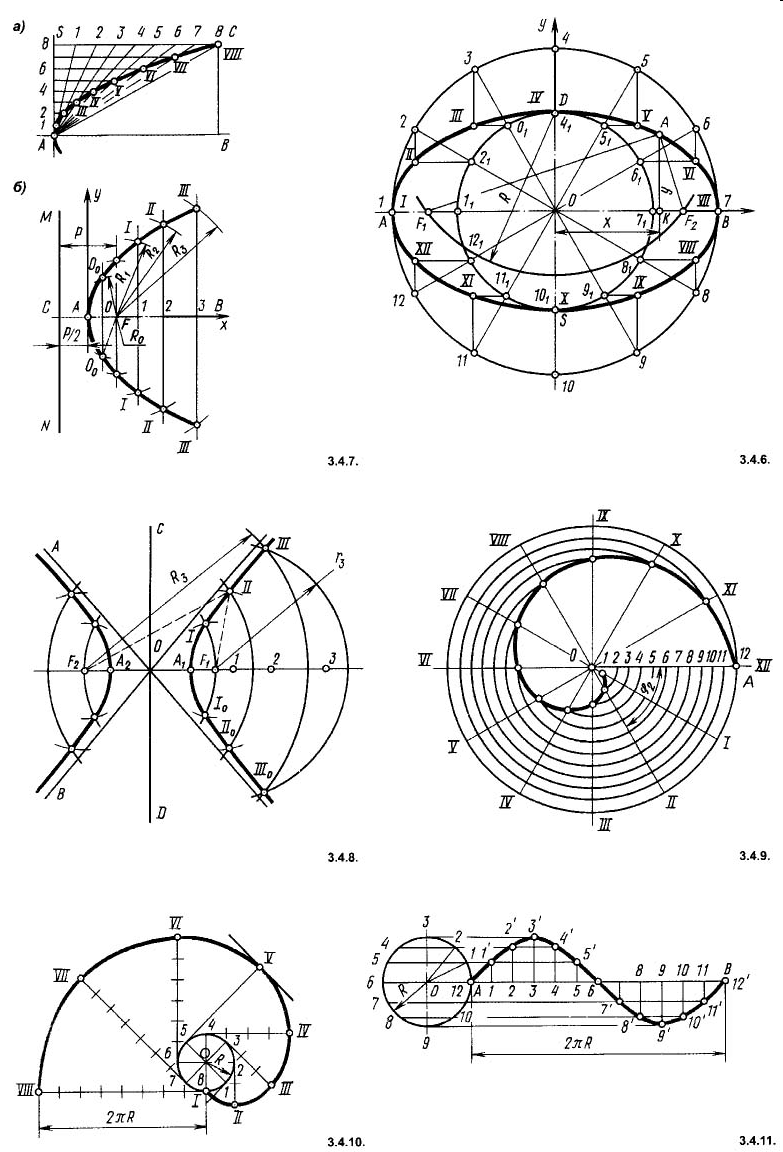 а)
S 1 2 3 4 5 6 7 8 C
8
6
4
2
1
A
B
III IV V VI VII VIII
б)
y
M
P
III
II
I
O₀
R₁ R₂ R₃
C A O F 1 2 3 B
x
P/2
R₀
O₀
I
II
III
N
3.4.7.
y
4
3 5
IV D
III V A
2 0₁ 4₁ 5₁ 6
II 2₁ 6₁ VI
R y
1 I 1₁ O 7₁ K VII 7
A F₁ x F₂ B
XII 12₁ 8₁ VIII
XI 11₁ 10₁ X 9₁ IX
12 S 8
11 9
10
3.4.6.
C
A III
R₃ II r₃
O I
F₂ A₂ A₁ F₁ 1 2 3
I₀
II₀
III₀
B
D
3.4.8.
IX
VIII X
VII XI
VI O 1 2 3 4 5 6 7 8 9 10 11 12 XII
A
φ₂
V I
IV II
III
3.4.9.
VI
VII V
5 4 3
O IV
6 R 2
7 8 1 III
VIII I II
2πR
3.4.10.
3 2' 3'
4 2 4'
5 1 1' 5' 8 9 10 11 B
6 R O 12 A 1 2 3 4 5 6 12'
7 7' 11'
8 10 8' 9' 10'
9
2πR
3.4.11.